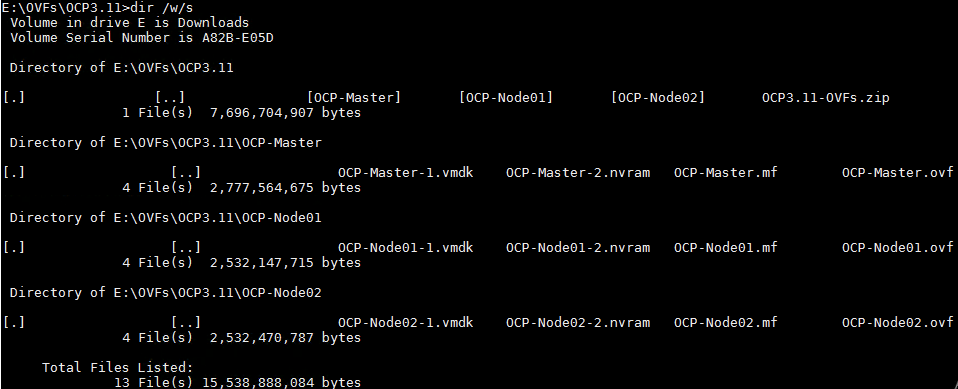 E:\OVFs\OCP3.11>dir /w/s
Volume in drive E is Downloads
Volume Serial Number is A82B-E05D
Directory of E:\OVFs\OCP3.11
[.] [..] [OCP-Master] [OCP-Node01] [OCP-Node02] OCP3.11-OVFs.zip
1 File(s) 7,696,704,907 bytes
Directory of E:\OVFs\OCP3.11\OCP-Master
[.] [..] OCP-Master-1.vmdk OCP-Master-2.nvram OCP-Master.mf OCP-Master.ovf
4 File(s) 2,777,564,675 bytes
Directory of E:\OVFs\OCP3.11\OCP-Node01
[.] [..] OCP-Node01-1.vmdk OCP-Node01-2.nvram OCP-Node01.mf OCP-Node01.ovf
4 File(s) 2,532,147,715 bytes
Directory of E:\OVFs\OCP3.11\OCP-Node02
[.] [..] OCP-Node02-1.vmdk OCP-Node02-2.nvram OCP-Node02.mf OCP-Node02.ovf
4 File(s) 2,532,470,787 bytes
Total Files Listed:
13 File(s) 15,538,888,084 bytes